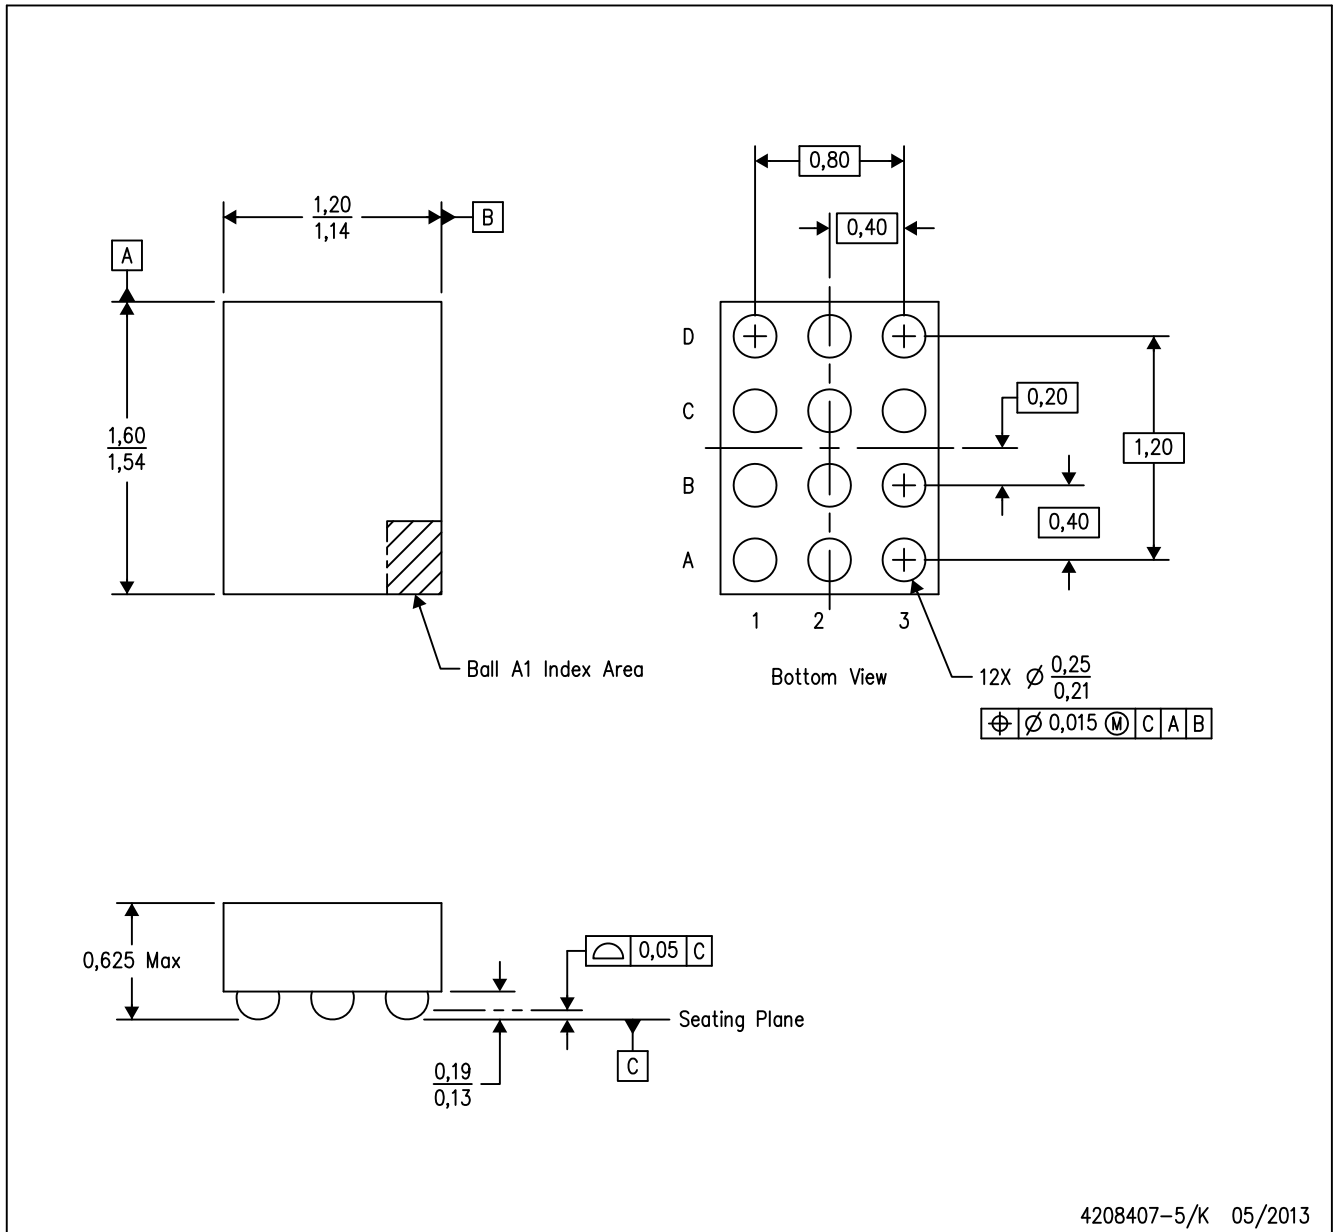 0,80
1,20
1,14
B
0,40
A
D
0,20
C
1,60
1,54
1,20
B
0,40
A
1 2 3
Ball A1 Index Area
Bottom View
12X Ø 0,25
0,21
⌖ Ø 0,015 Ⓜ C A B
0,625 Max
⌓ 0,05 C
Seating Plane
C
0,19
0,13
4208407-5/K 05/2013